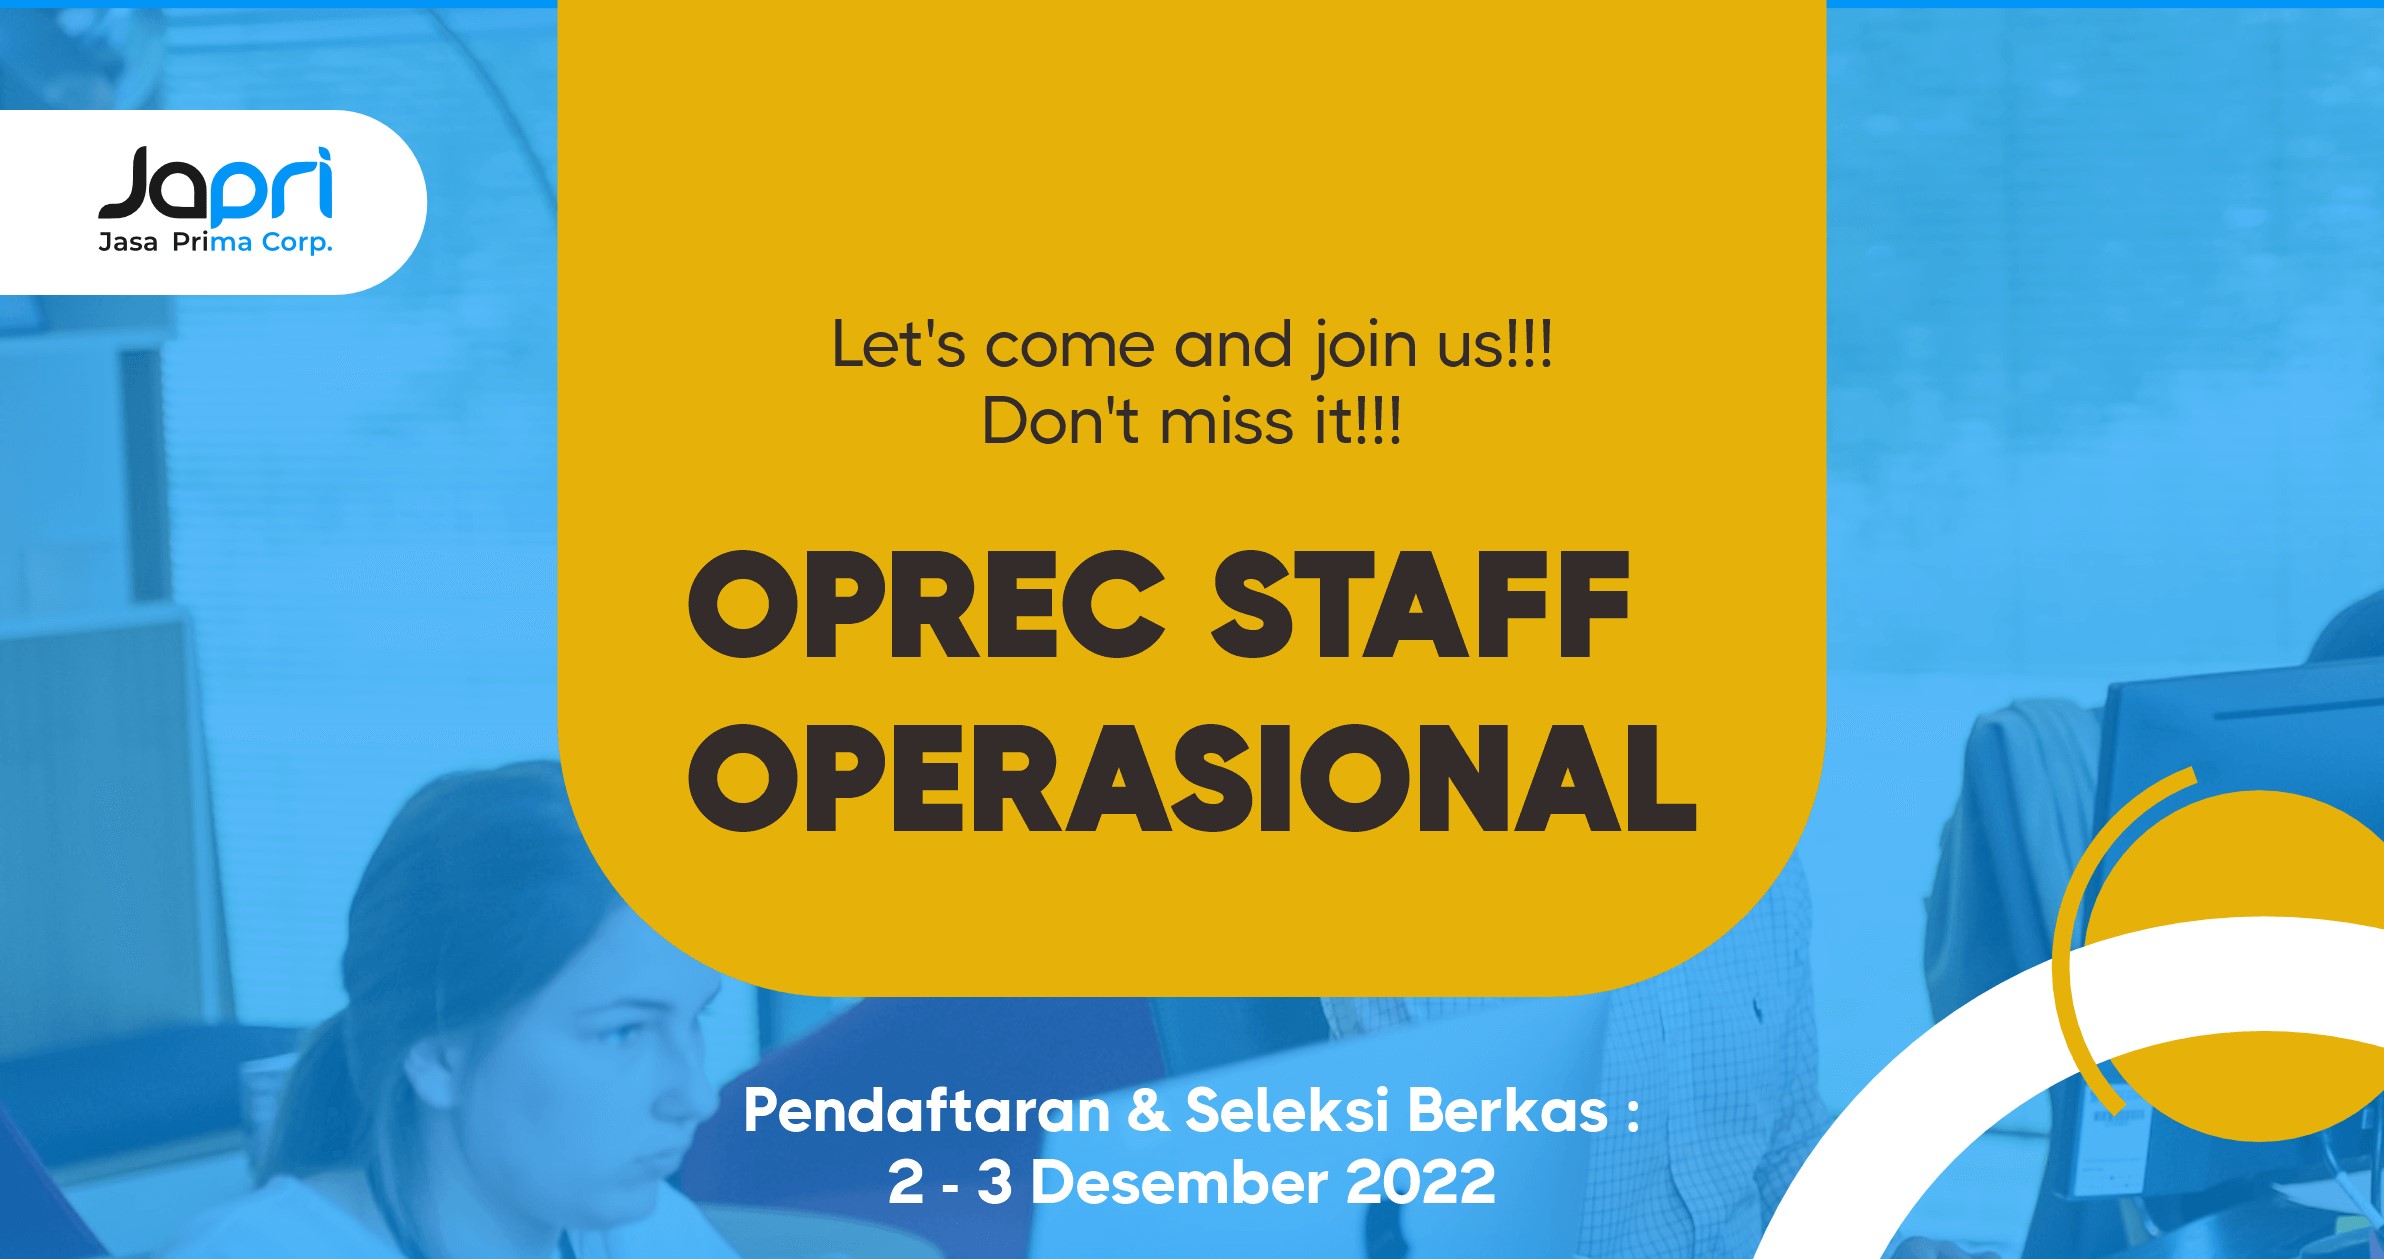 Japri
Jasa Prima Corp.
Let's come and join us!!!
Don't miss it!!!
OPREC STAFF
OPERASIONAL
Pendaftaran & Seleksi Berkas :
2 - 3 Desember 2022